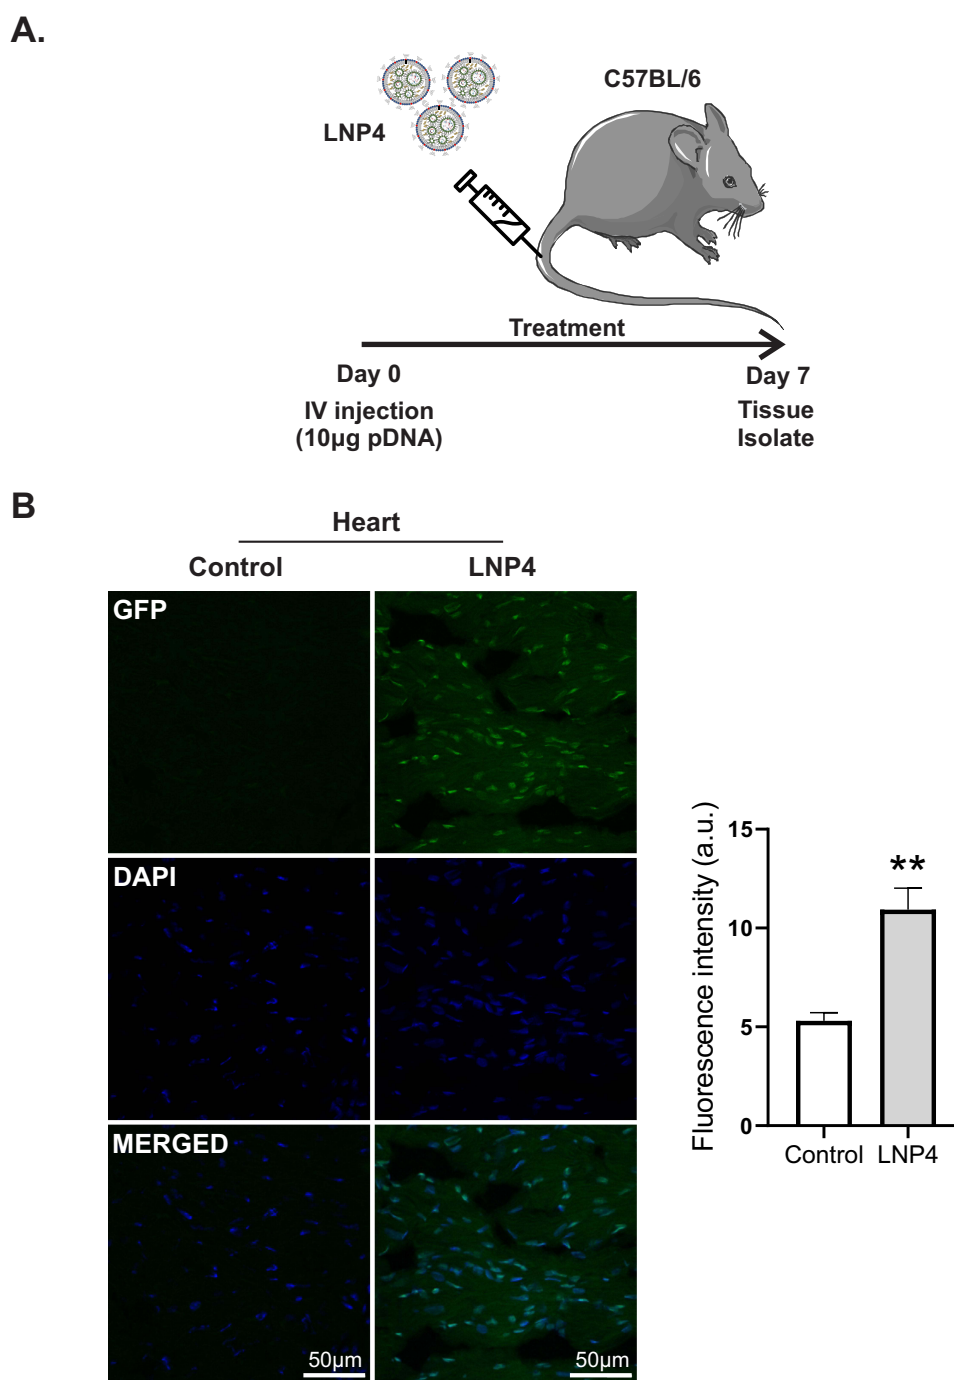 A.
C57BL/6
LNP4
Treatment
Day 0
Day 7
IV injection
(10µg pDNA)
Tissue
Isolate
B
Heart
Control
LNP4
GFP
DAPI
MERGED
50µm
50µm
Fluorescence intensity (a.u.)
15
10
5
0
**
Control
LNP4